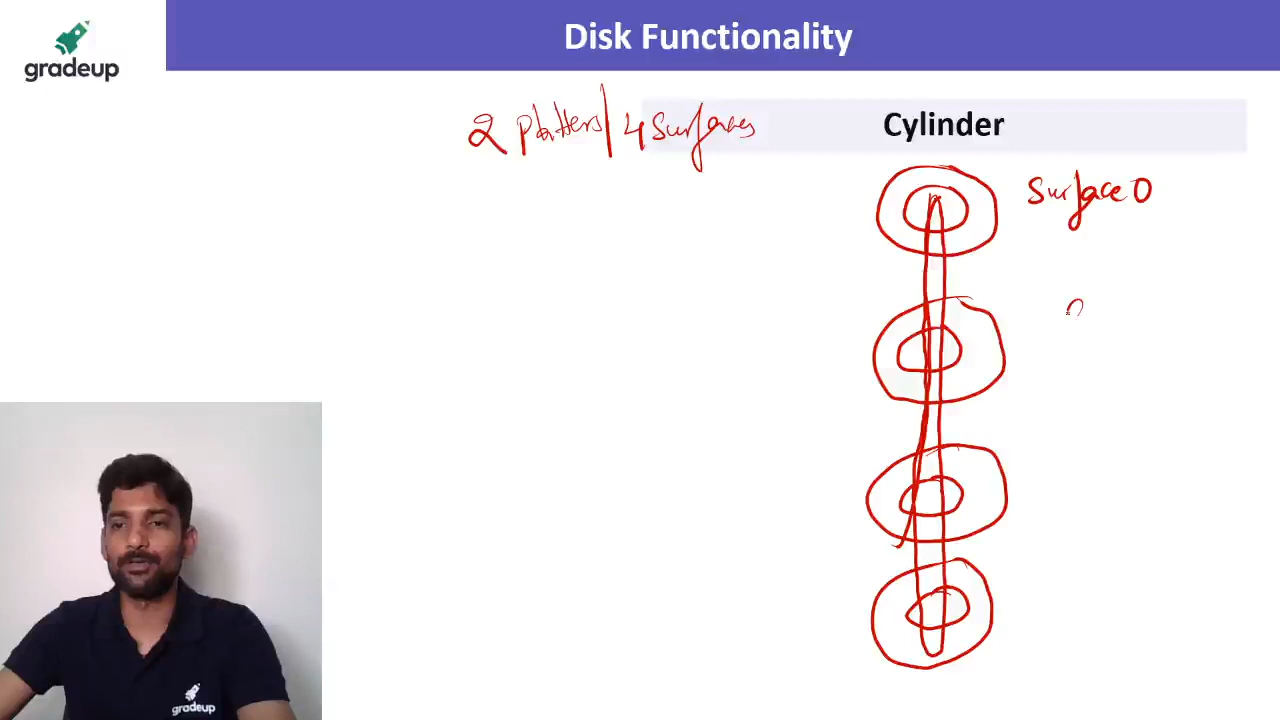 Disk Functionality
gradeup
2 Platters | 4 Surfaces
Cylinder
Surface 0
gradeup